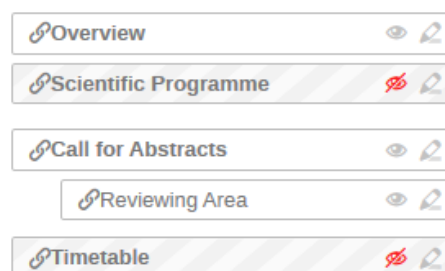 Overview
Scientific Programme
Call for Abstracts
Reviewing Area
Timetable